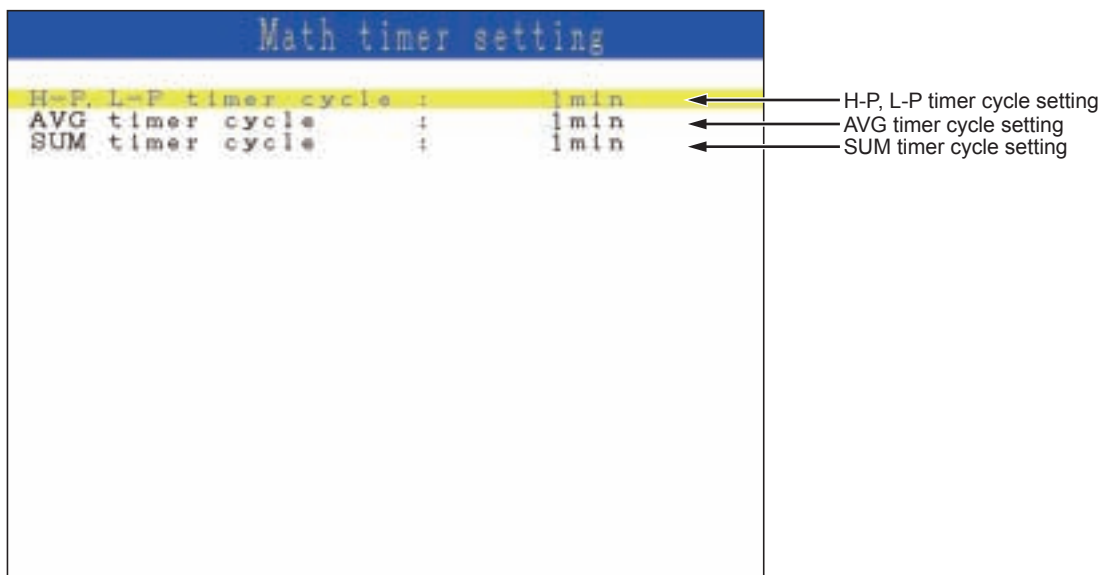 Math timer setting
H-P, L-P timer cycle : 1min H-P, L-P timer cycle setting
AVG timer cycle : 1min AVG timer cycle setting
SUM timer cycle : 1min SUM timer cycle setting